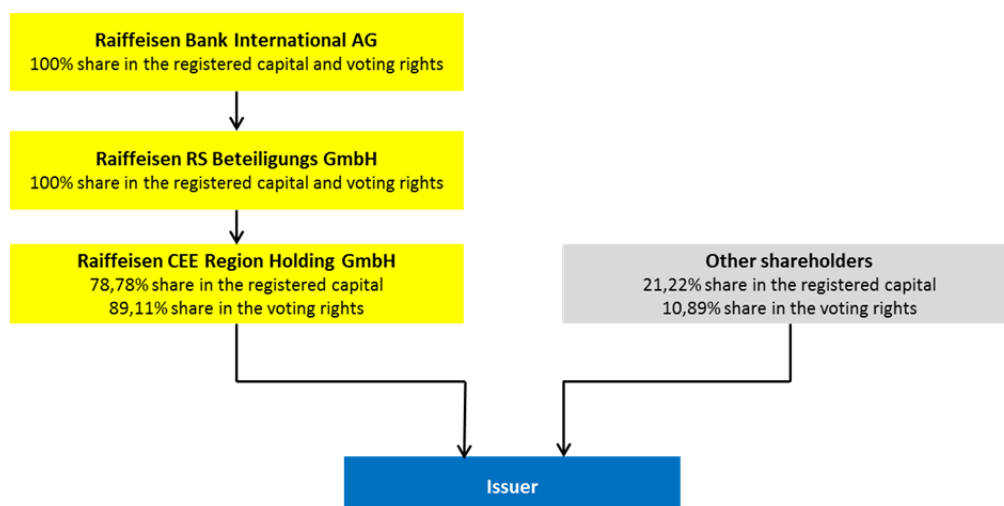 Raiffeisen Bank International AG
100% share in the registered capital and voting rights
Raiffeisen RS Beteiligungs GmbH
100% share in the registered capital and voting rights
Raiffeisen CEE Region Holding GmbH
78,78% share in the registered capital
89,11% share in the voting rights
Other shareholders
21,22% share in the registered capital
10,89% share in the voting rights
Issuer